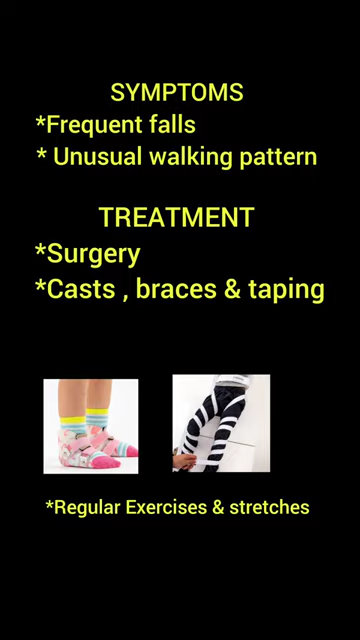 SYMPTOMS
*Frequent falls
* Unusual walking pattern
TREATMENT
*Surgery
*Casts , braces & taping
*Regular Exercises & stretches